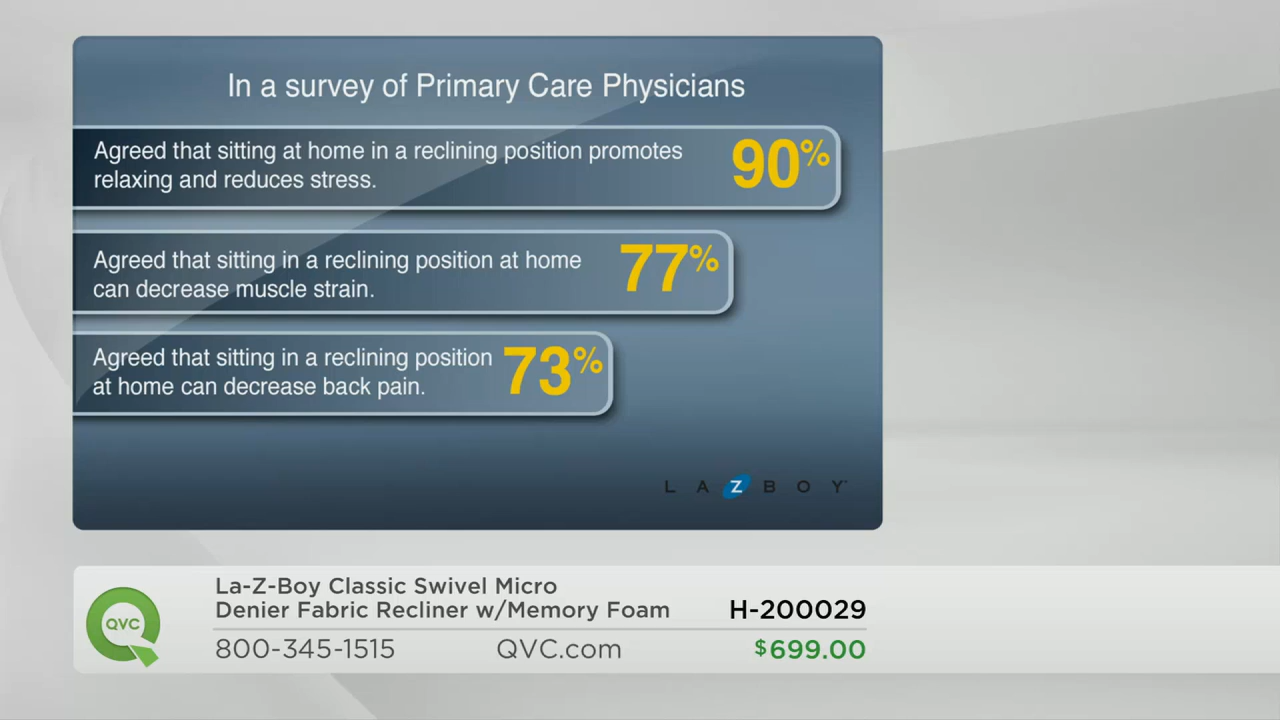 In a survey of Primary Care Physicians
Agreed that sitting at home in a reclining position promotes
relaxing and reduces stress.
90%
Agreed that sitting in a reclining position at home
can decrease muscle strain.
77%
Agreed that sitting in a reclining position
at home can decrease back pain.
73%
LAZBOY
QVC
La-Z-Boy Classic Swivel Micro
Denier Fabric Recliner w/Memory Foam
H-200029
800-345-1515
QVC.com
$699.00